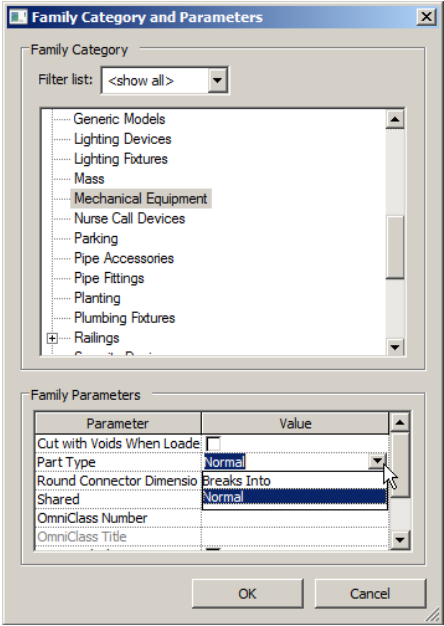 Family Category and Parameters
Family Category
Filter list: <show all>
Generic Models
Lighting Devices
Lighting Fixtures
Mass
Mechanical Equipment
Nurse Call Devices
Parking
Pipe Accessories
Pipe Fittings
Planting
Plumbing Fixtures
Railings
Family Parameters
Parameter Value
Cut with Voids When Loade
Part Type Normal
Round Connector Dimensio Breaks Into
Shared Normal
OmniClass Number
OmniClass Title
OK Cancel